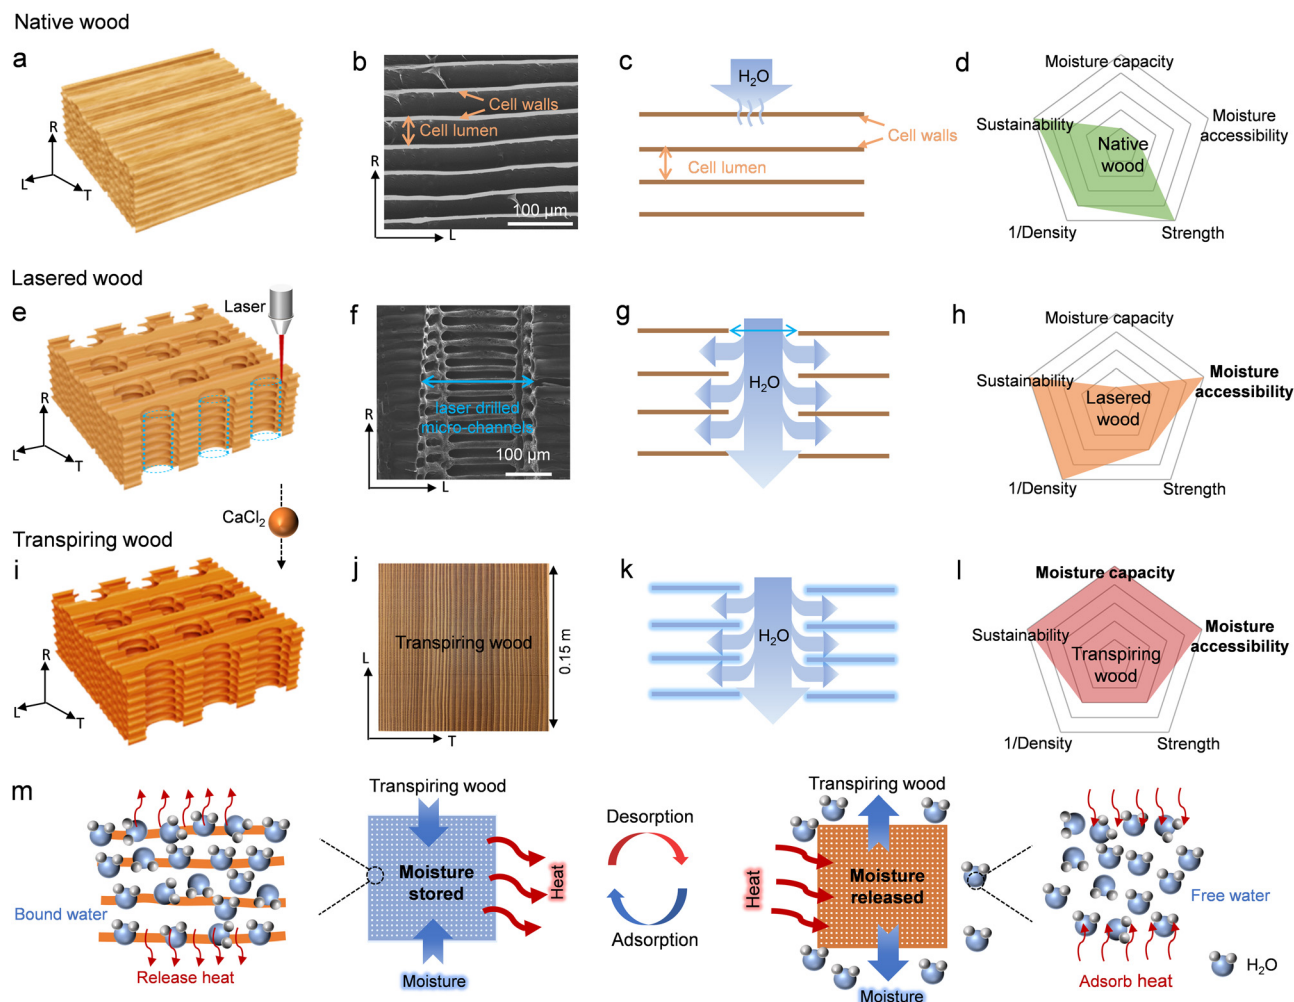 Native wood
a
R
L
T
b
Cell walls
Cell lumen
R
100 µm
L
c
H2O
Cell walls
Cell lumen
d
Moisture capacity
Sustainability
Moisture
accessibility
Native
wood
1/Density
Strength
Lasered wood
e
Laser
R
L
T
f
laser drilled
micro-channels
R
100 µm
L
g
H2O
h
Moisture capacity
Sustainability
Moisture
accessibility
Lasered
wood
1/Density
Strength
CaCl2
Transpiring wood
i
R
L
T
j
Transpiring wood
0.15 m
L
T
k
H2O
l
Moisture capacity
Sustainability
Moisture
accessibility
Transpiring
wood
1/Density
Strength
m
Bound water
Release heat
Transpiring wood
Moisture
stored
Heat
Moisture
Desorption
Adsorption
Transpiring wood
Heat
Moisture
released
Moisture
Free water
Adsorb heat
H2O